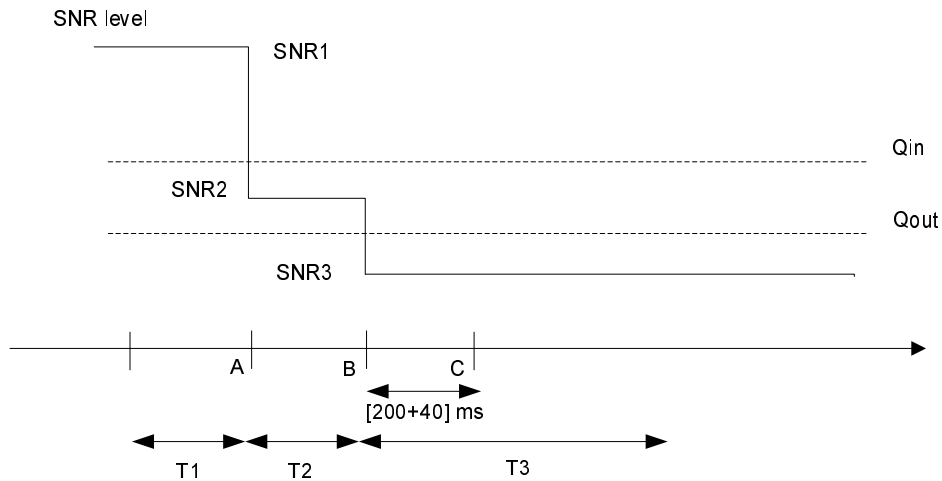 SNR level
SNR1
Qin
SNR2
Qout
SNR3
A
B
C
[200+40] ms
T1
T2
T3